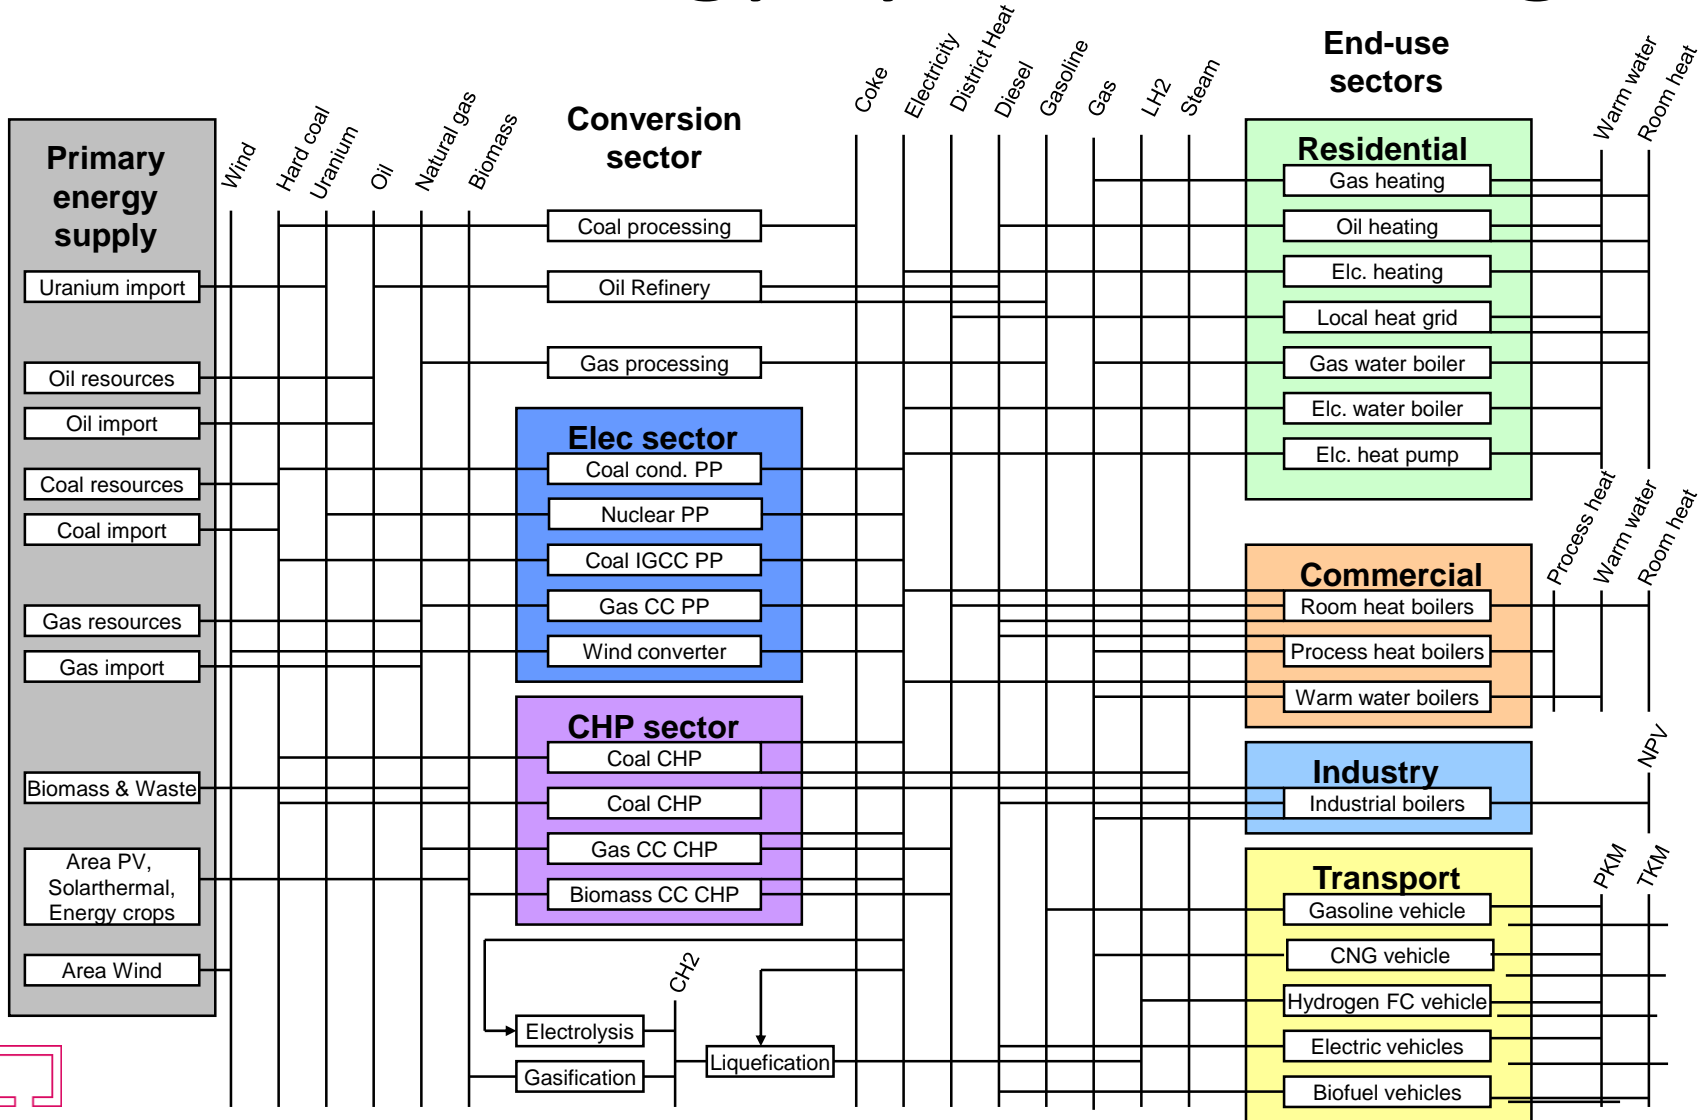 Primary
energy
supply
Uranium import
Oil resources
Oil import
Coal resources
Coal import
Gas resources
Gas import
Biomass & Waste
Area PV,
Solarthermal,
Energy crops
Area Wind
Wind
Hard coal
Uranium
Oil
Natural gas
Biomass
Conversion
sector
Coal processing
Oil Refinery
Gas processing
Elec sector
Coal cond. PP
Nuclear PP
Coal IGCC PP
Gas CC PP
Wind converter
CHP sector
Coal CHP
Coal CHP
Gas CC CHP
Biomass CC CHP
CH2
Electrolysis
Gasification
Liquefication
Coke
Electricity
District Heat
Diesel
Gasoline
Gas
LH2
Steam
End-use
sectors
Residential
Gas heating
Oil heating
Elc. heating
Local heat grid
Gas water boiler
Elc. water boiler
Elc. heat pump
Warm water
Room heat
Commercial
Room heat boilers
Process heat boilers
Warm water boilers
Process heat
Warm water
Room heat
Industry
Industrial boilers
NPV
Transport
Gasoline vehicle
CNG vehicle
Hydrogen FC vehicle
Electric vehicles
Biofuel vehicles
PKM
TKM